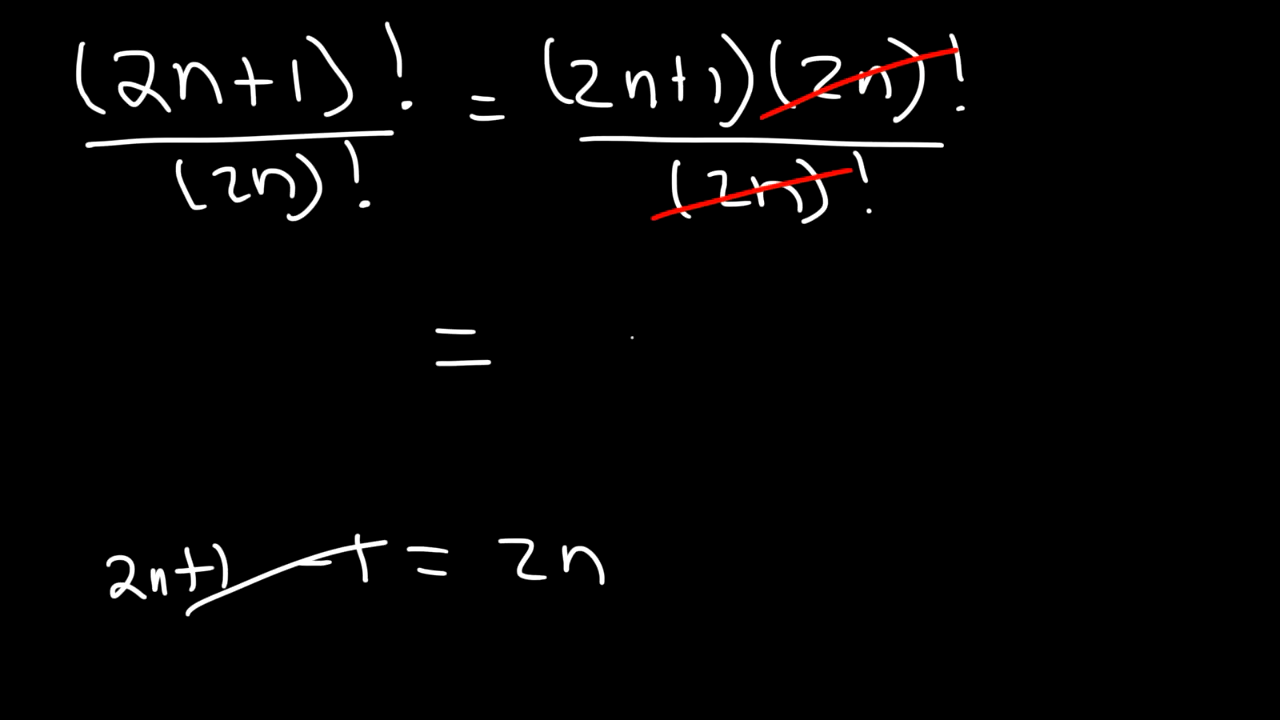 (2n+1)! / (2n)! = (2n+1)(2n)! / (2n)!
=
2n+1 - 1 = 2n